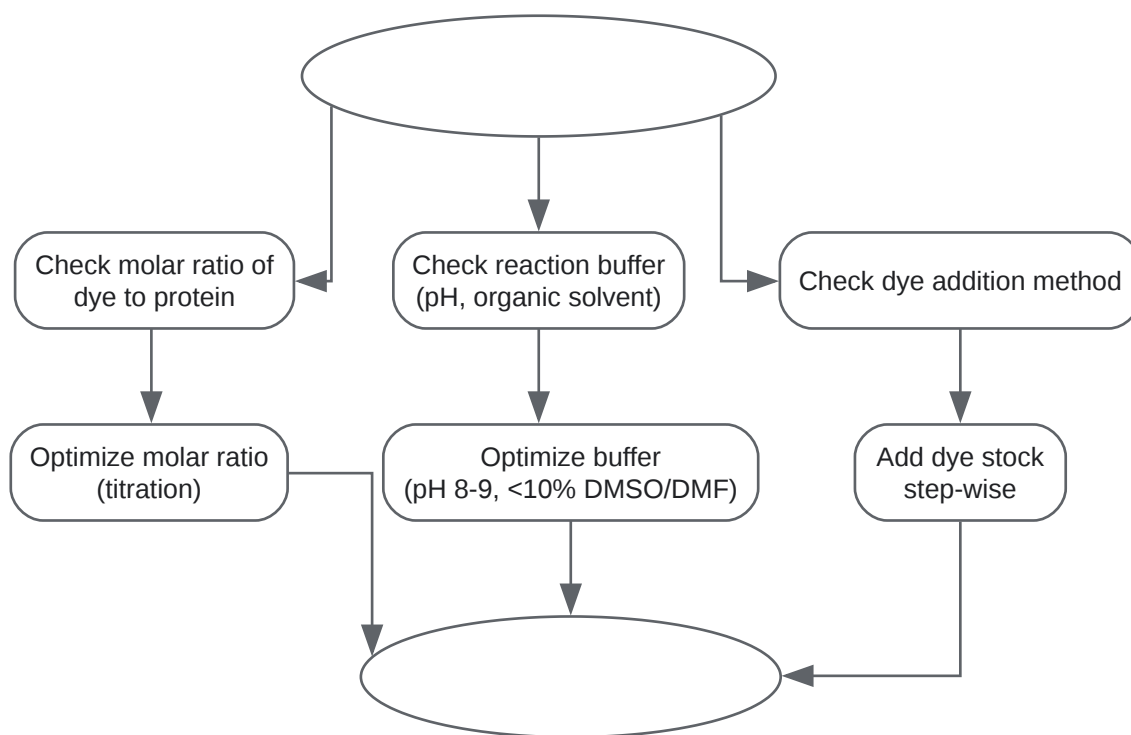 Check molar ratio of
dye to protein
Check reaction buffer
(pH, organic solvent)
Check dye addition method
Optimize molar ratio
(titration)
Optimize buffer
(pH 8-9, <10% DMSO/DMF)
Add dye stock
step-wise